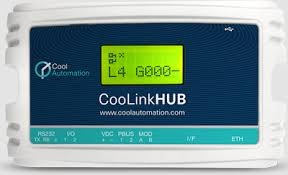 Cool
Automation
L4 G000-
CooLinkHUB
www.coolautomation.com
RS232 I/O VDC PBUS MOD I/F ETH
TX RX ⏊ 1 2 + - 1 2 A B